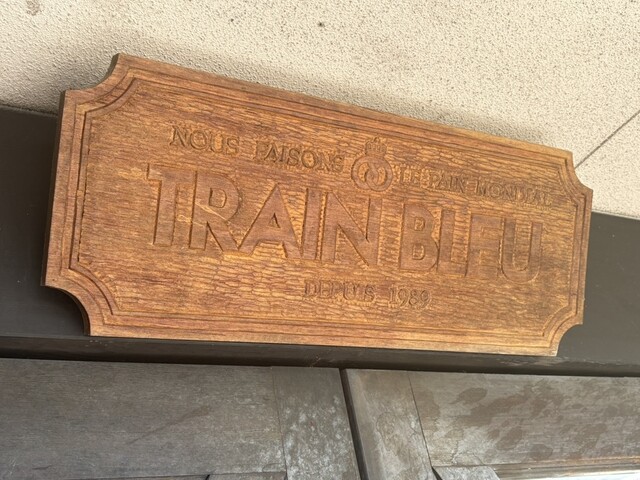 NOUS FAISONS LE PAIN MONDIAL
TRAIN BLEU
DEPUIS 1989